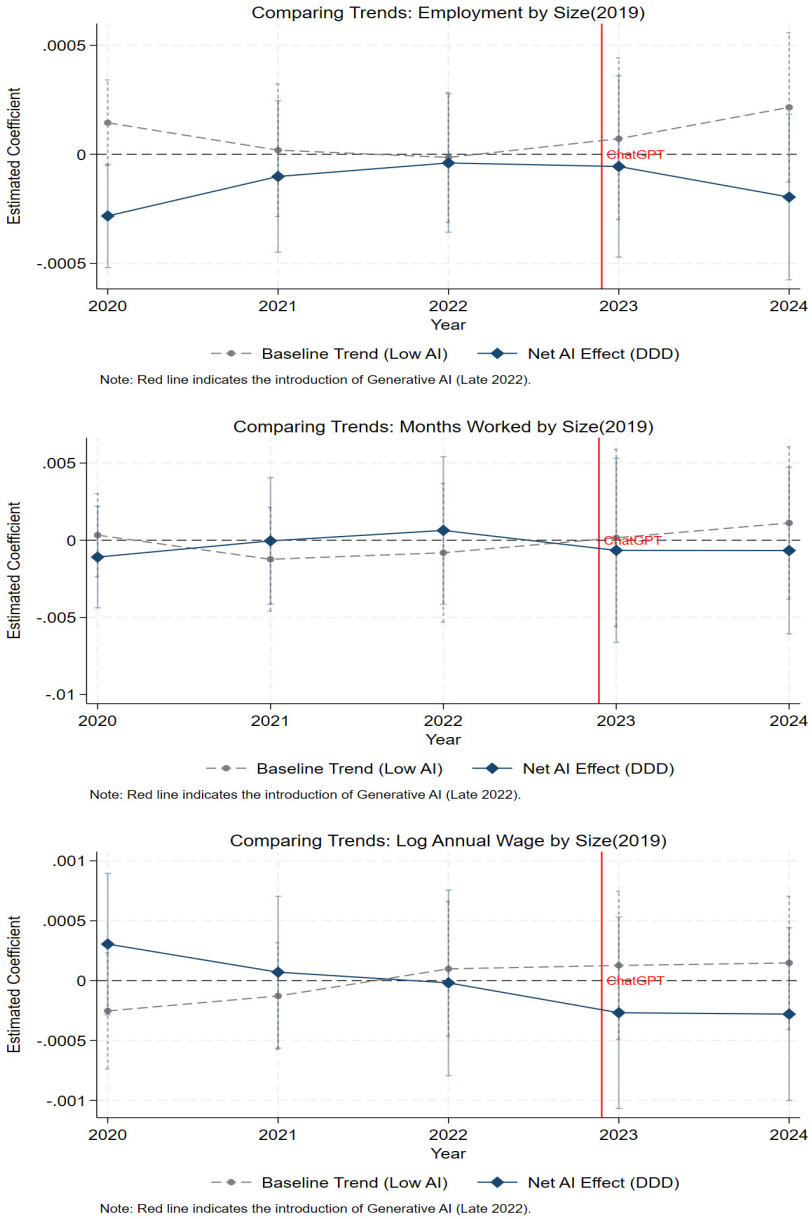 Comparing Trends: Employment by Size(2019)
Estimated Coefficient
.0005
0
-.0005
ChatGPT
2020 2021 2022 2023 2024
Year
Baseline Trend (Low AI) Net AI Effect (DDD)
Note: Red line indicates the introduction of Generative AI (Late 2022).
Comparing Trends: Months Worked by Size(2019)
Estimated Coefficient
.005
0
-.005
-.01
ChatGPT
2020 2021 2022 2023 2024
Year
Baseline Trend (Low AI) Net AI Effect (DDD)
Note: Red line indicates the introduction of Generative AI (Late 2022).
Comparing Trends: Log Annual Wage by Size(2019)
Estimated Coefficient
.001
.0005
0
-.0005
-.001
ChatGPT
2020 2021 2022 2023 2024
Year
Baseline Trend (Low AI) Net AI Effect (DDD)
Note: Red line indicates the introduction of Generative AI (Late 2022).